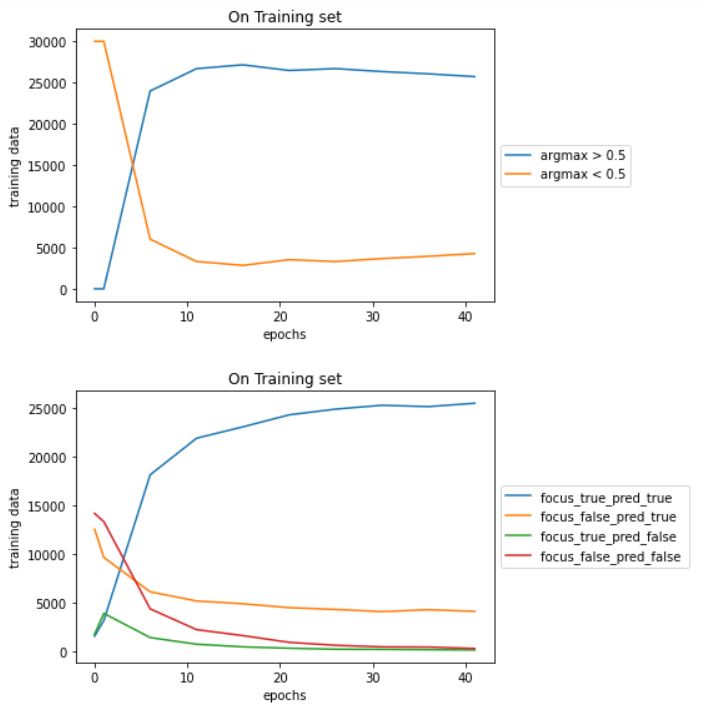 On Training set
30000
25000
20000
15000
10000
5000
0
training data
0 10 20 30 40
epochs
argmax > 0.5
argmax < 0.5
On Training set
25000
20000
15000
10000
5000
0
training data
0 10 20 30 40
epochs
focus_true_pred_true
focus_false_pred_true
focus_true_pred_false
focus_false_pred_false